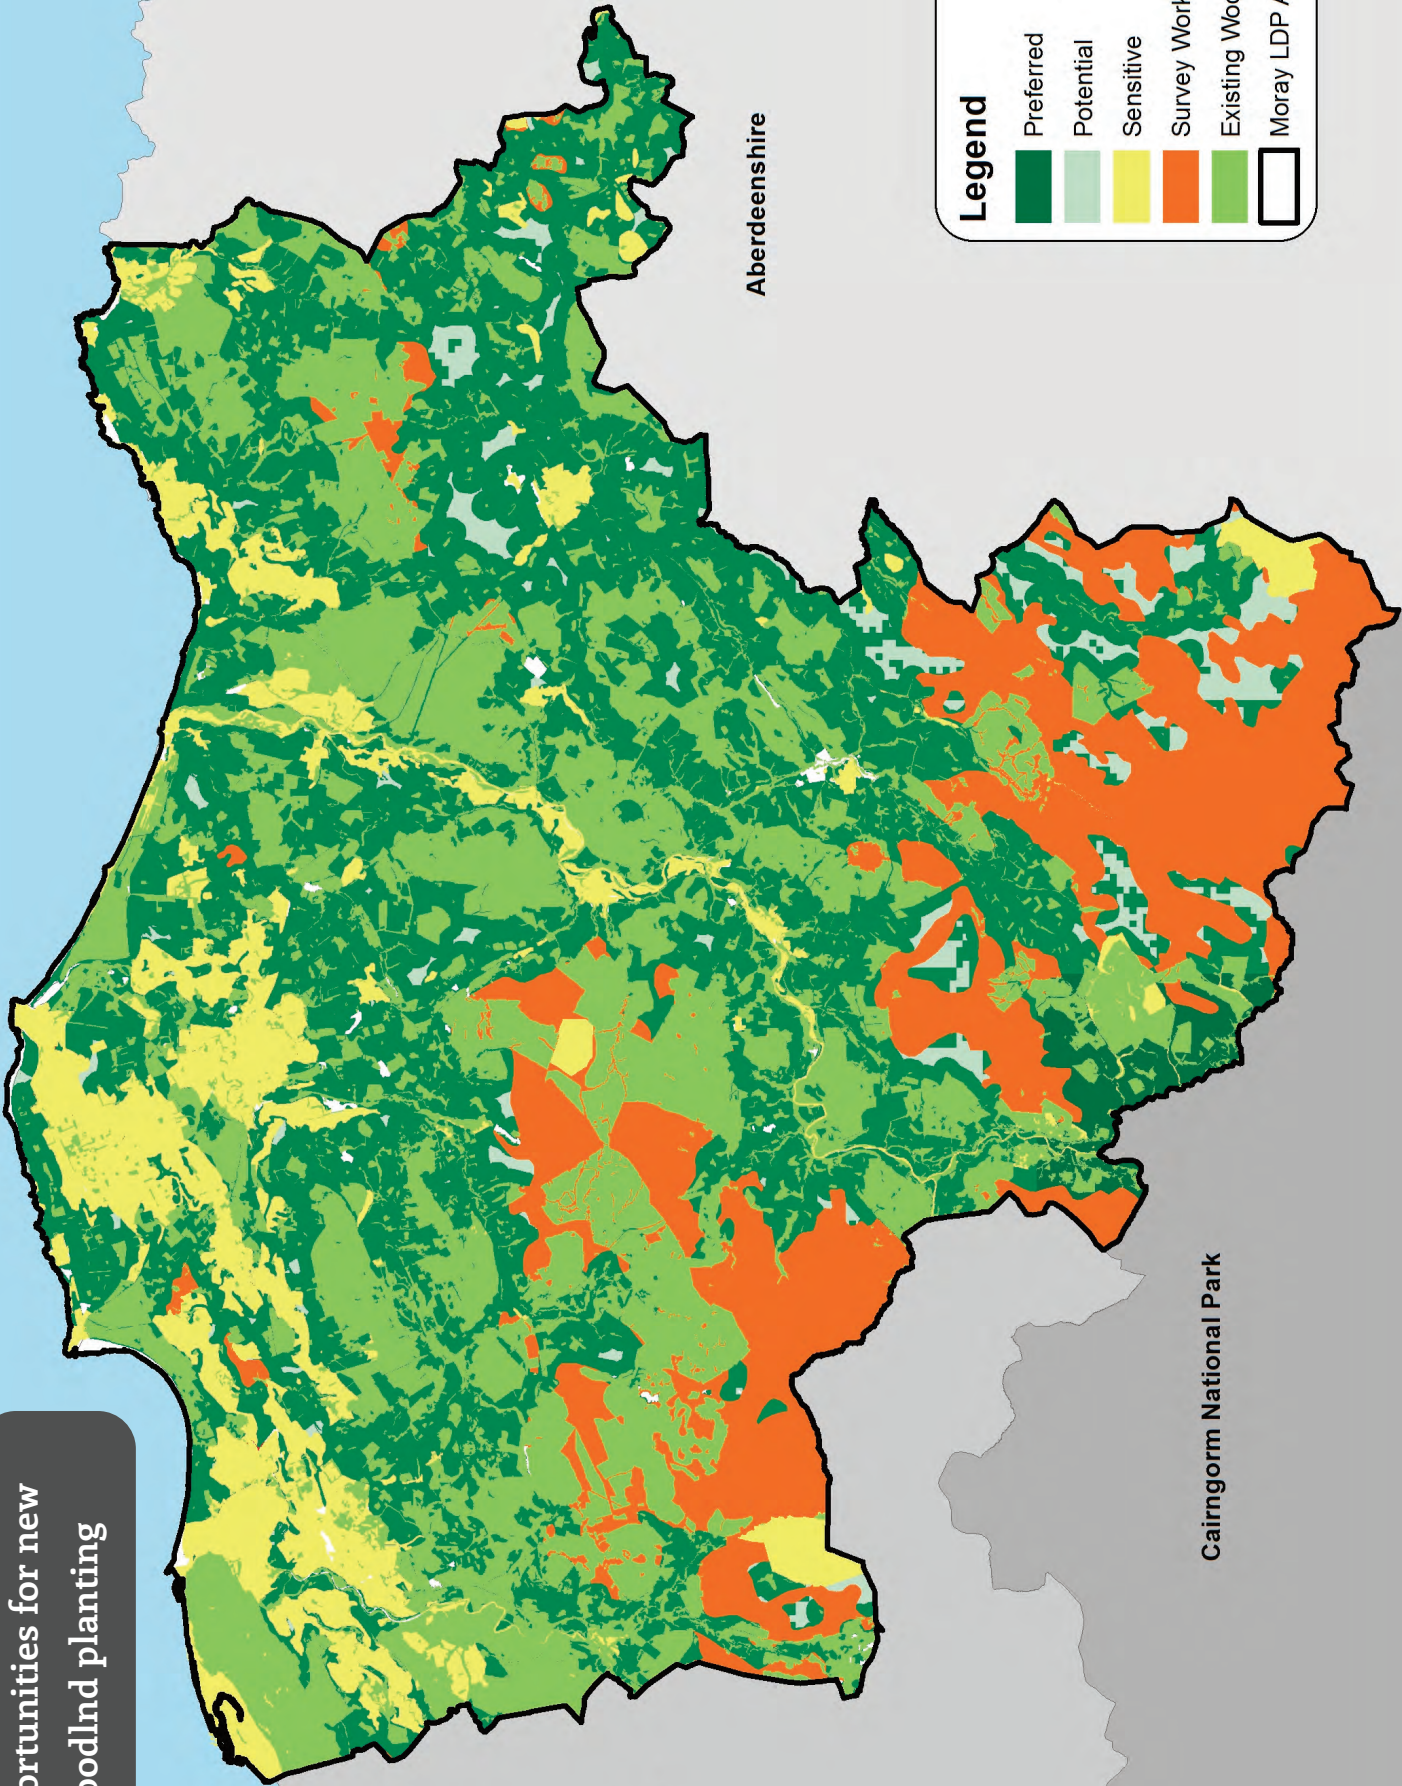 ortunities for new
odlnd planting
Aberdeenshire
Cairngorm National Park
Legend
Preferred
Potential
Sensitive
Survey Work
Existing Woo
Moray LDP A